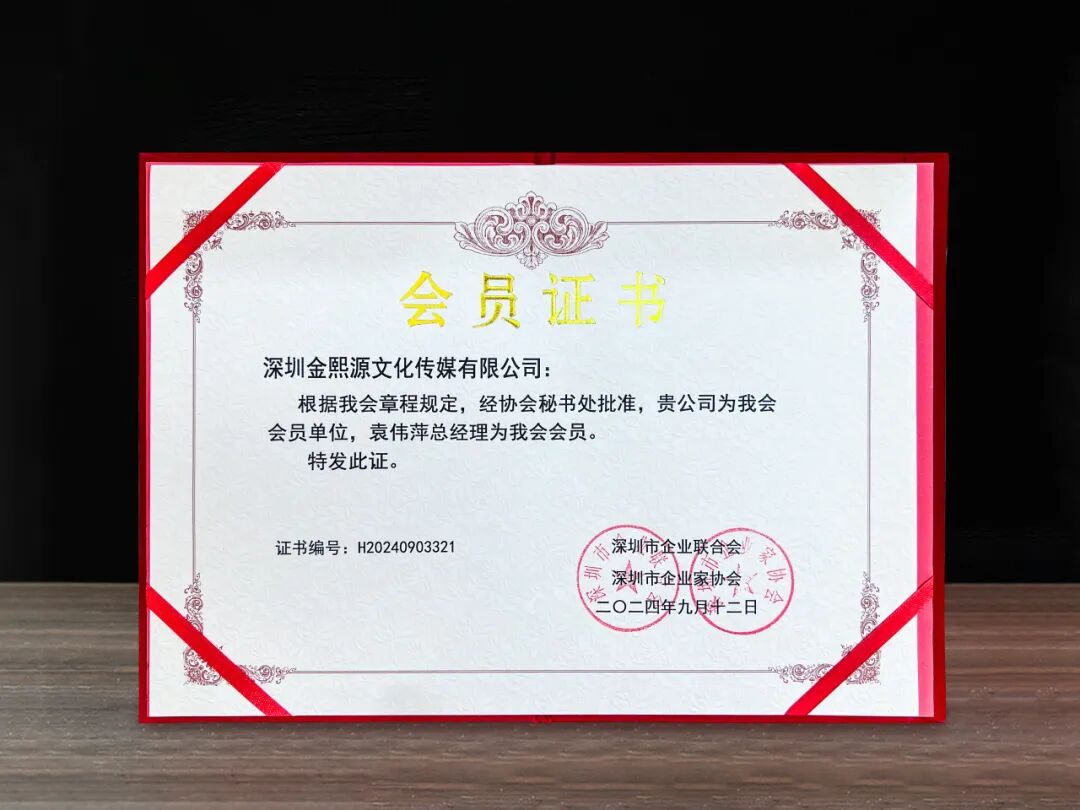 会员证书
深圳金熙源文化传媒有限公司：
根据我会章程规定，经协会秘书处批准，贵公司为我会
会员单位，袁伟萍总经理为我会会员。
特发此证。
证书编号：H20240903321
深圳市企业联合会
深圳市企业家协会
二〇二四年九月十二日